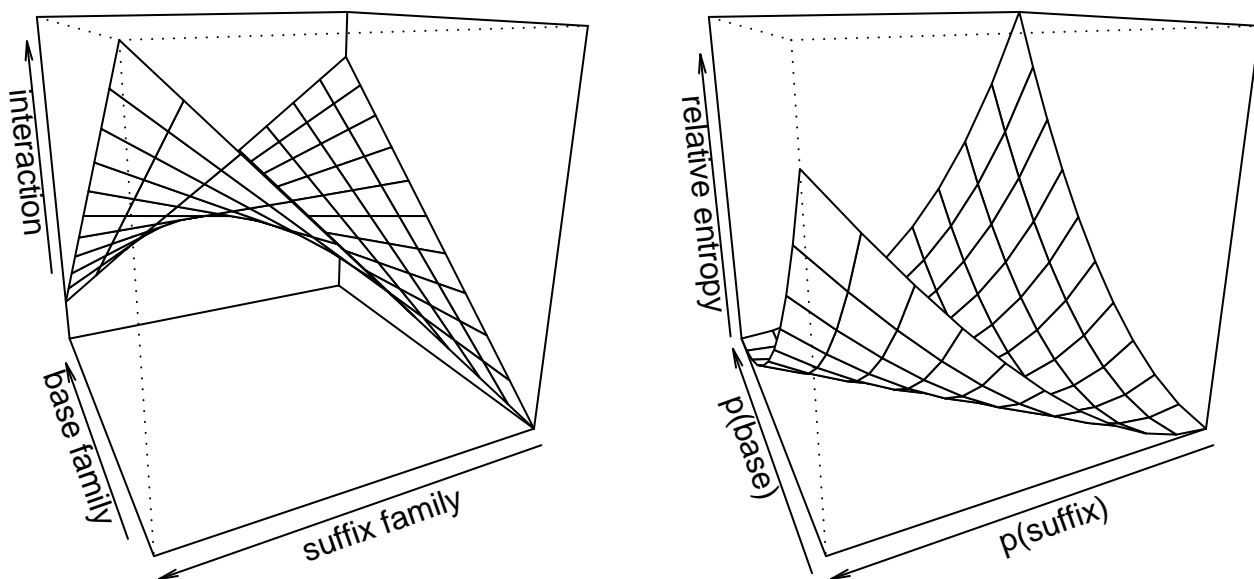 interaction
base family
suffix family
relative entropy
p(base)
p(suffix)